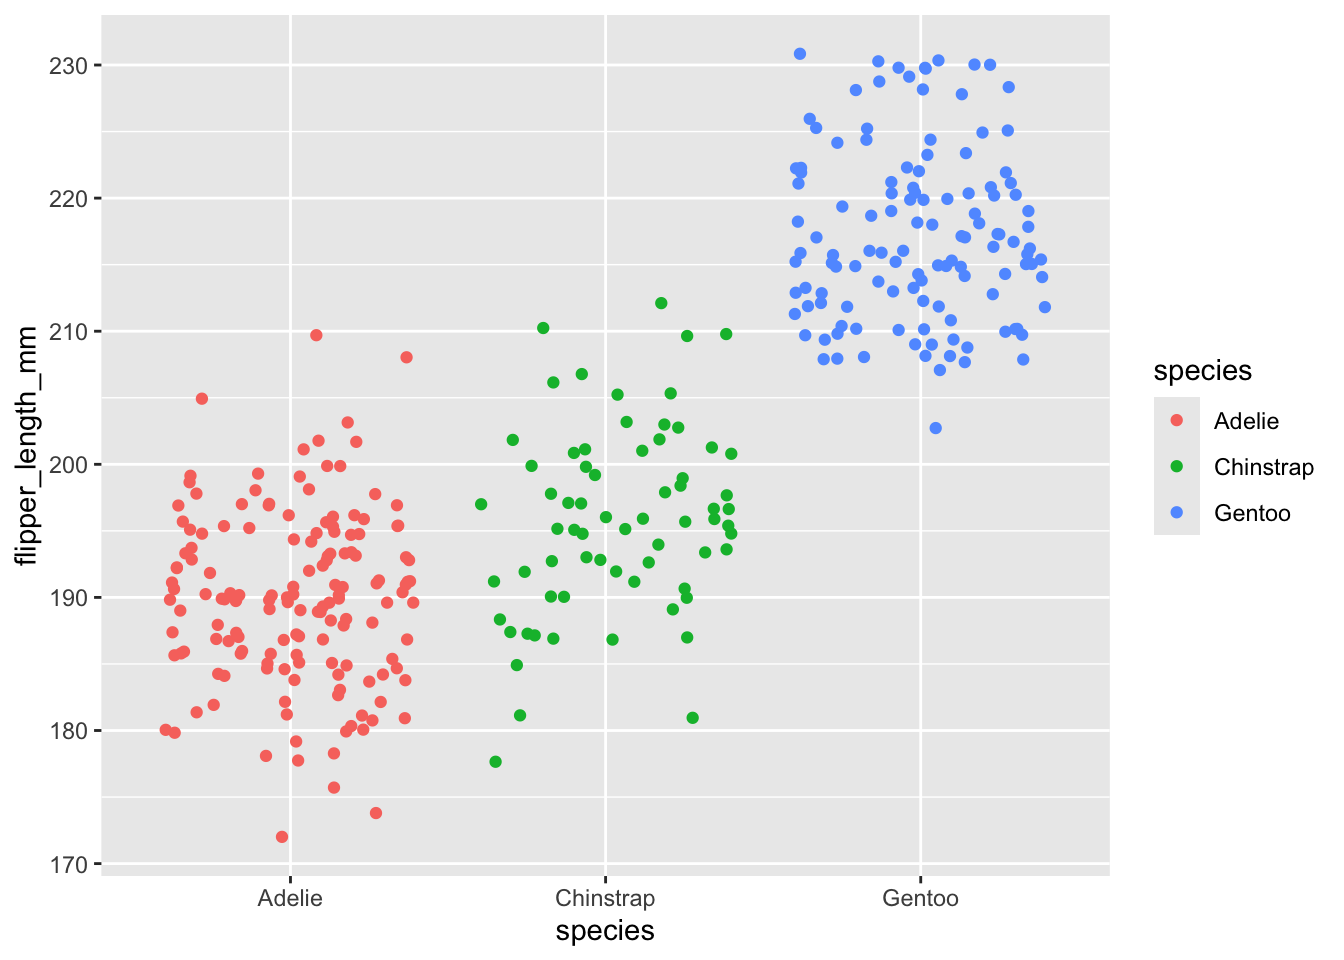 230
220
210
200
190
180
170
flipper_length_mm
Adelie
Chinstrap
Gentoo
species
species
Adelie
Chinstrap
Gentoo